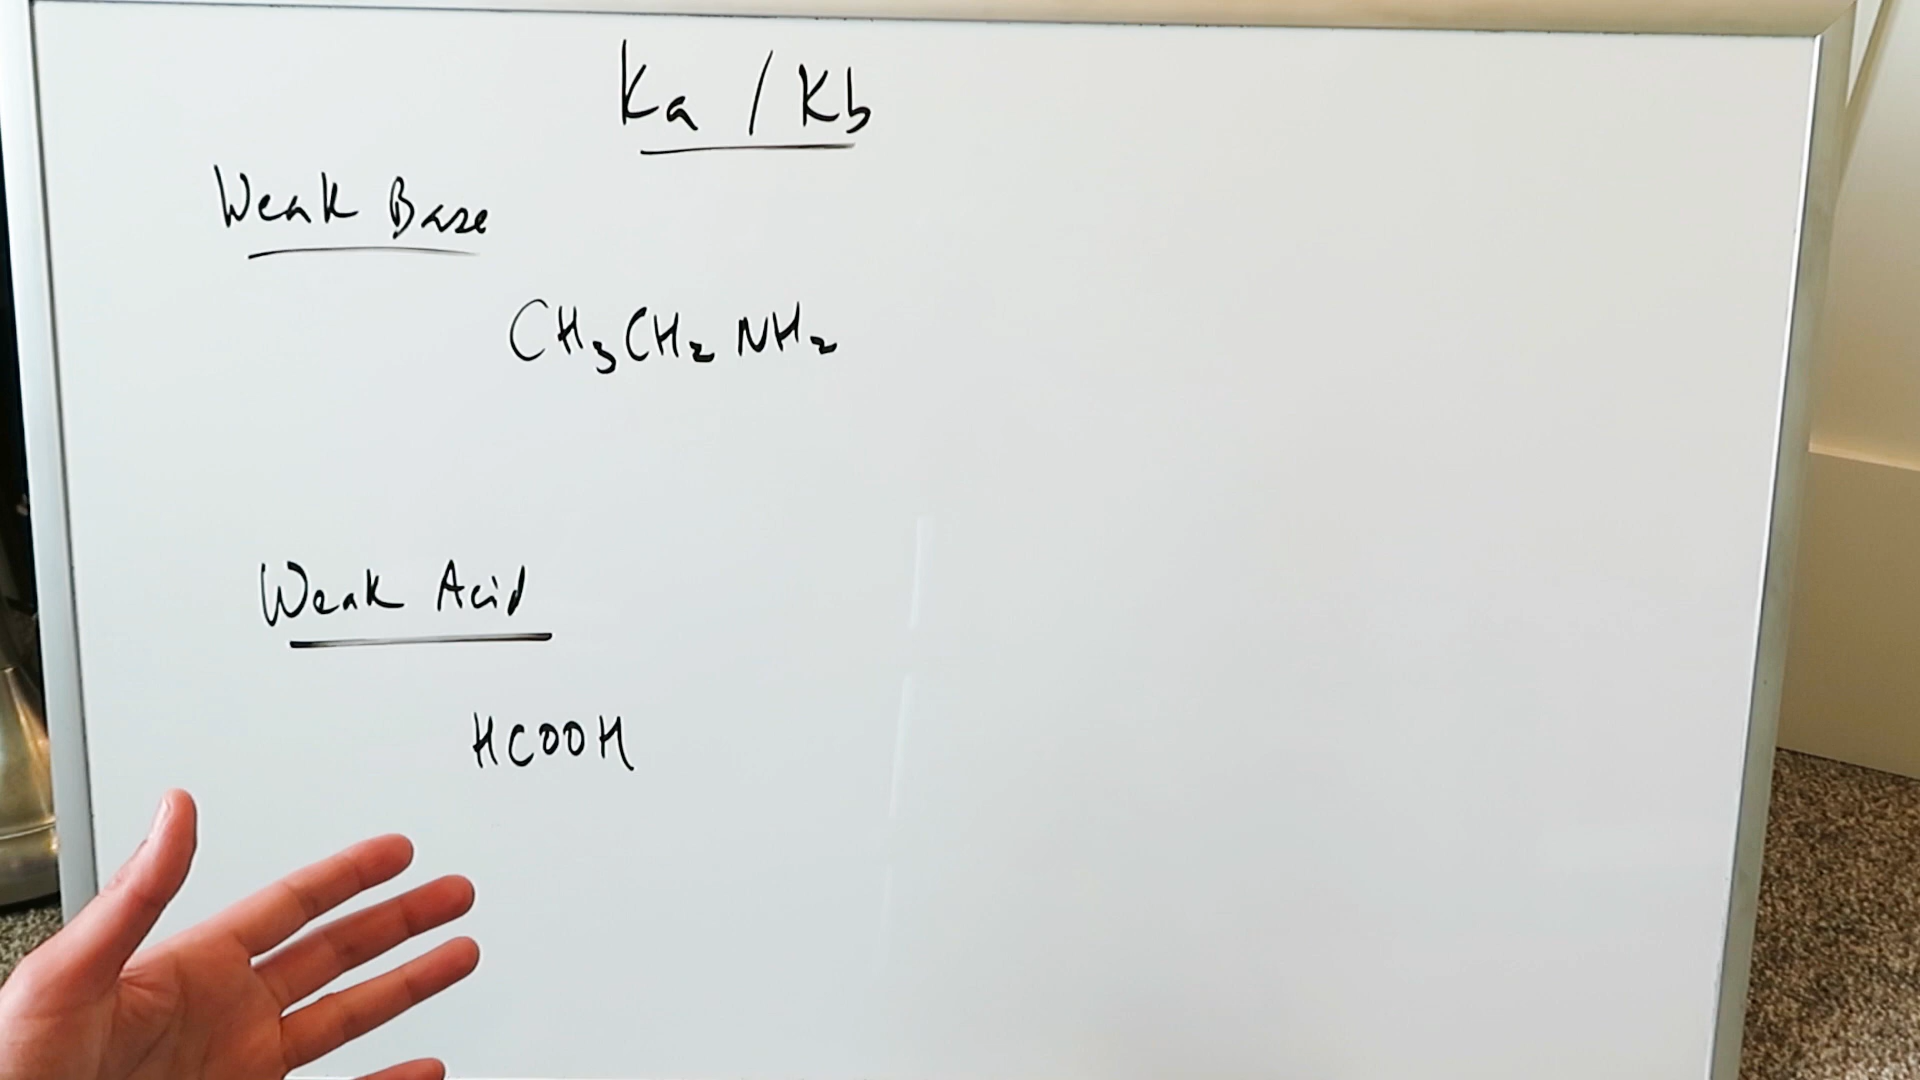 Ka / Kb
Weak Base
CH₃CH₂NH₂
Weak Acid
HCOOH